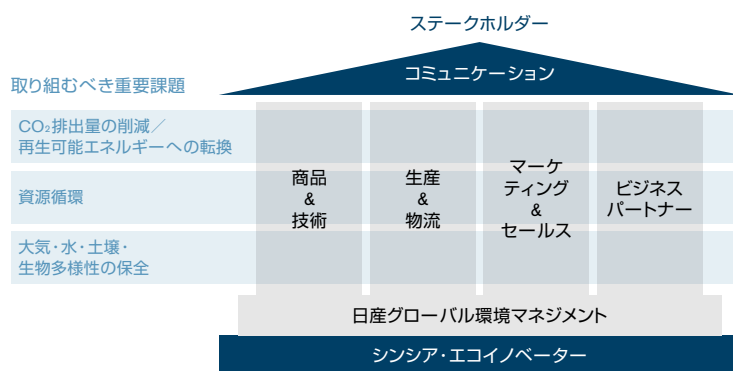 ステークホルダー
コミュニケーション
取り組むべき重要課題
CO₂排出量の削減／
再生可能エネルギーへの転換
資源循環
大気・水・土壌・
生物多様性の保全
商品
&
技術
生産
&
物流
マーケ
ティング
&
セールス
ビジネス
パートナー
日産グローバル環境マネジメント
シンシア・エコイノベーター